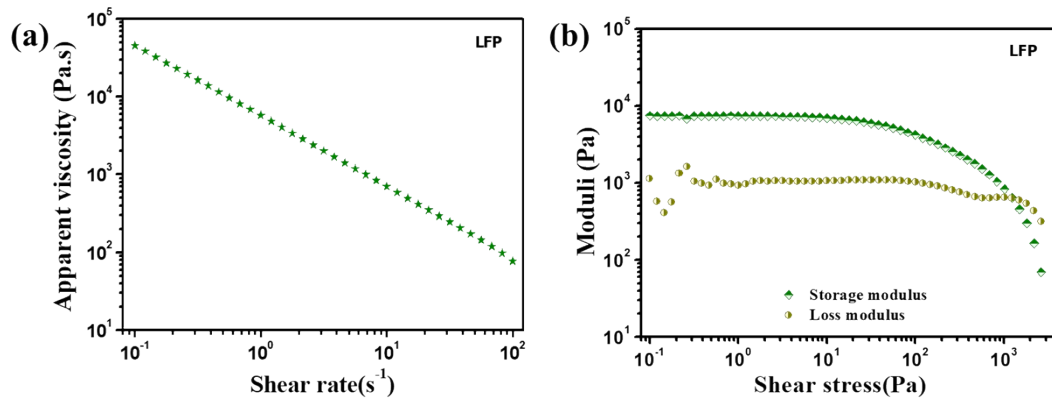 (a)
LFP
Apparent viscosity (Pa.s)
10^5
10^4
10^3
10^2
10^1
10^-1
10^0
10^1
10^2
Shear rate(s^-1)
(b)
LFP
Moduli (Pa)
10^5
10^4
10^3
10^2
10^1
Storage modulus
Loss modulus
10^-1
10^0
10^1
10^2
10^3
Shear stress(Pa)